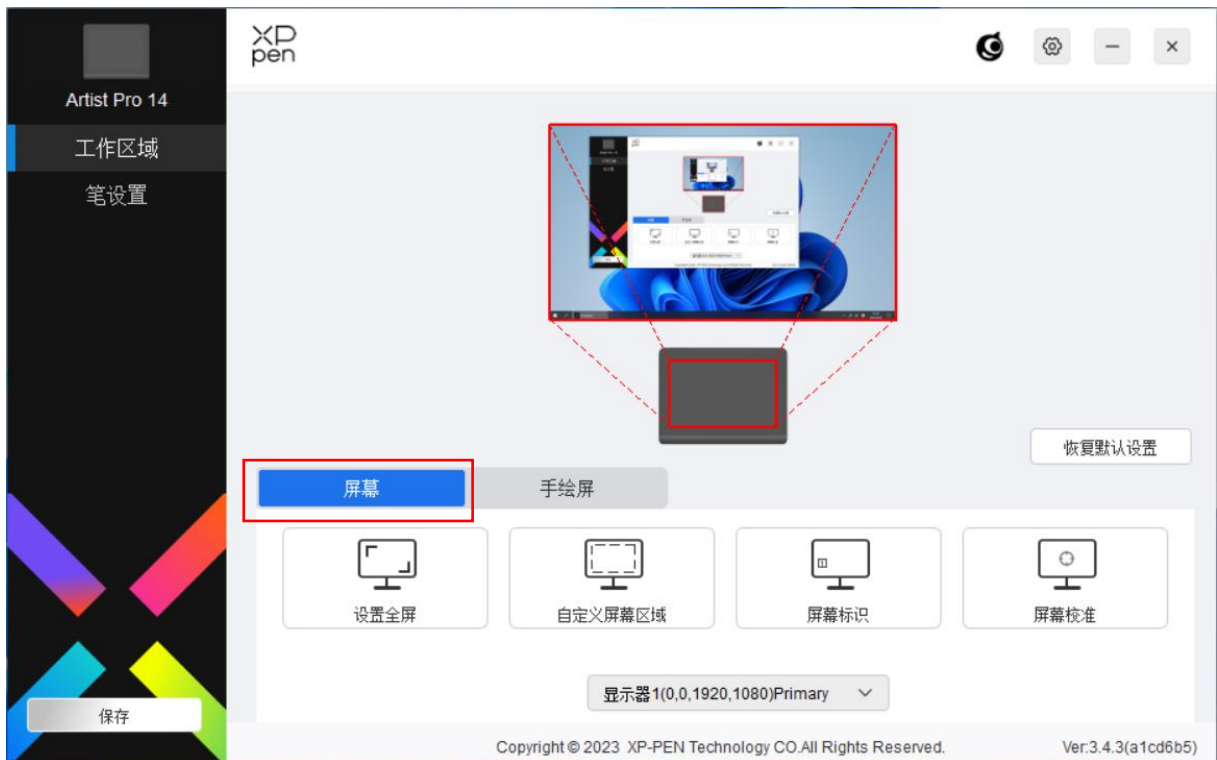 XP
pen
Artist Pro 14
工作区域
笔设置
恢复默认设置
屏幕
手绘屏
设置全屏
自定义屏幕区域
屏幕标识
屏幕校准
显示器1(0,0,1920,1080)Primary
保存
Copyright © 2023 XP-PEN Technology CO.All Rights Reserved.
Ver:3.4.3(a1cd6b5)